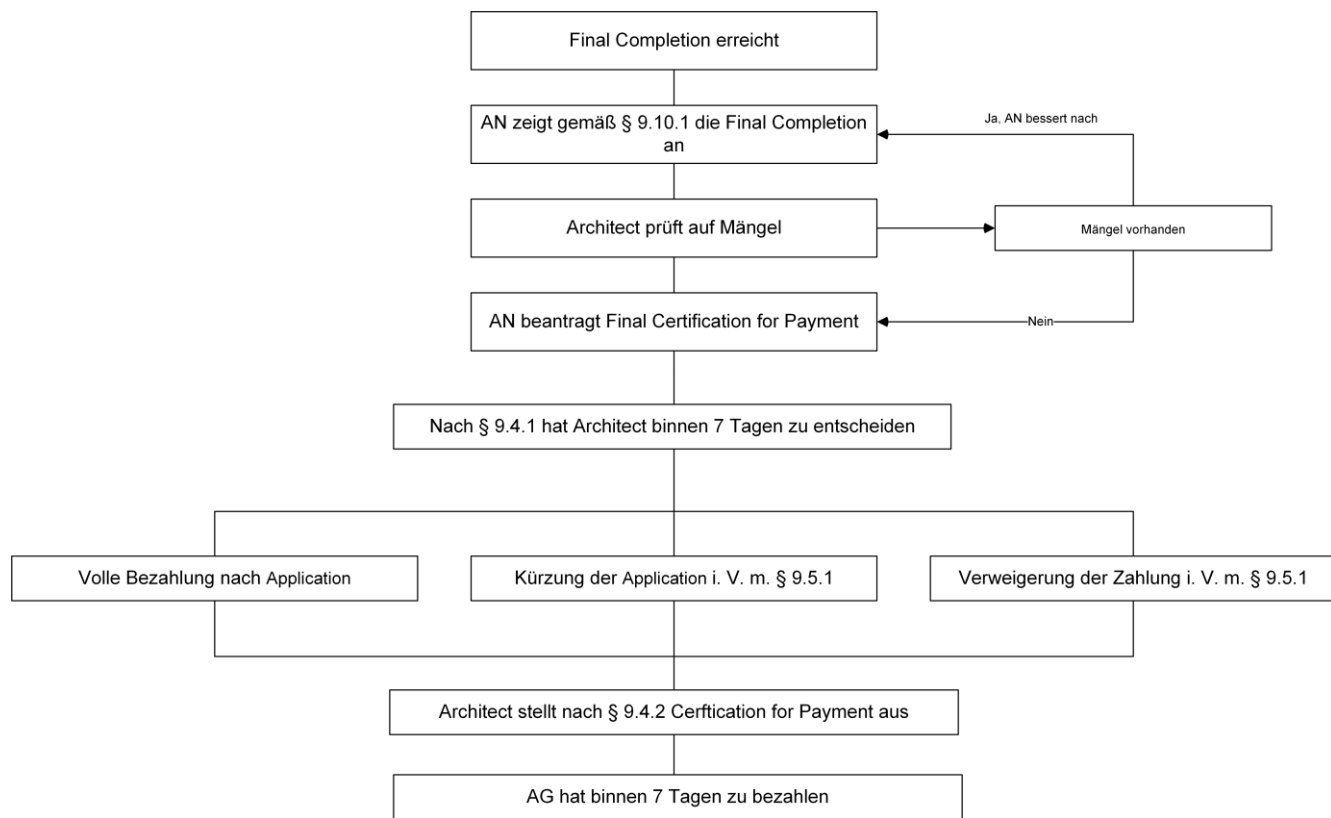 Final Completion erreicht
AN zeigt gemäß § 9.10.1 die Final Completion
an
Ja, AN bessert nach
Architect prüft auf Mängel
Mängel vorhanden
AN beantragt Final Certification for Payment
Nein
Nach § 9.4.1 hat Architect binnen 7 Tagen zu entscheiden
Volle Bezahlung nach Application
Kürzung der Application i. V. m. § 9.5.1
Verweigerung der Zahlung i. V. m. § 9.5.1
Architect stellt nach § 9.4.2 Cerftication for Payment aus
AG hat binnen 7 Tagen zu bezahlen